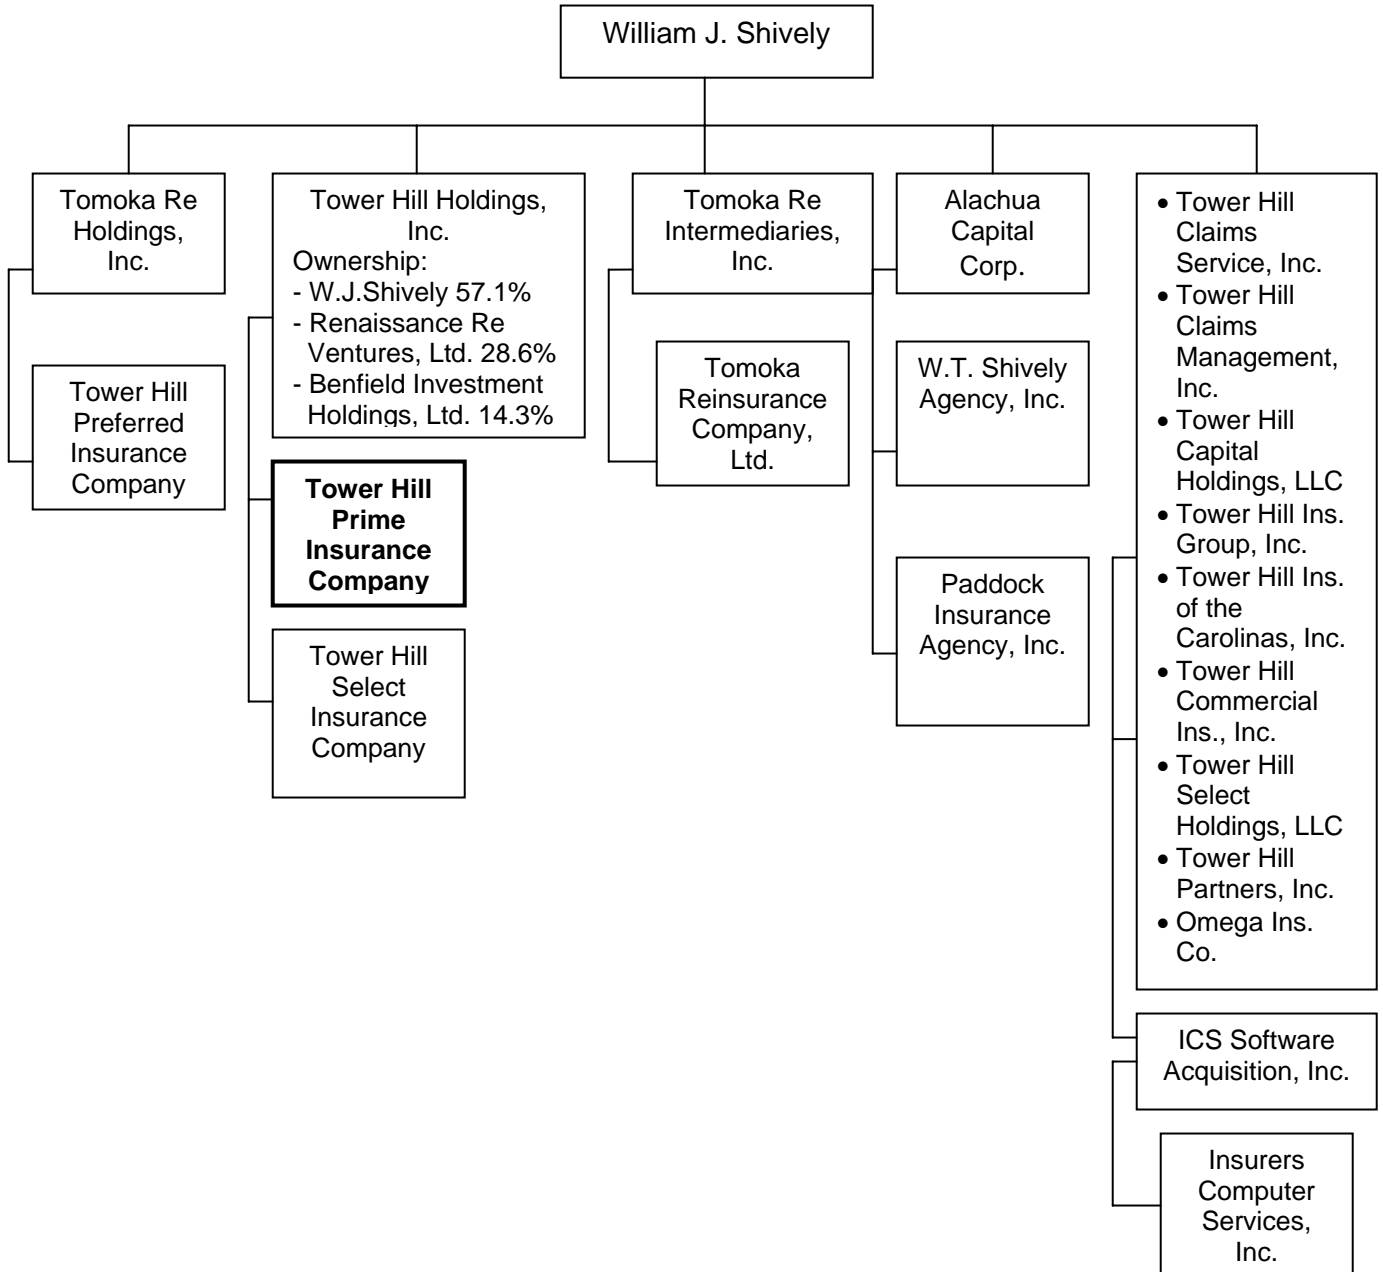 William J. Shively
Tomoka Re
Holdings,
Inc.
Tower Hill Holdings,
Inc.
Ownership:
- W.J.Shively 57.1%
- Renaissance Re
Ventures, Ltd. 28.6%
- Benfield Investment
Holdings, Ltd. 14.3%
Tomoka Re
Intermediaries,
Inc.
Alachua
Capital
Corp.
• Tower Hill
Claims
Service, Inc.
• Tower Hill
Claims
Management,
Inc.
• Tower Hill
Capital
Holdings, LLC
• Tower Hill Ins.
Group, Inc.
• Tower Hill Ins.
of the
Carolinas, Inc.
• Tower Hill
Commercial
Ins., Inc.
• Tower Hill
Select
Holdings, LLC
• Tower Hill
Partners, Inc.
• Omega Ins.
Co.
Tower Hill
Preferred
Insurance
Company
Tower Hill
Prime
Insurance
Company
Tower Hill
Select
Insurance
Company
Tomoka
Reinsurance
Company,
Ltd.
W.T. Shively
Agency, Inc.
Paddock
Insurance
Agency, Inc.
ICS Software
Acquisition, Inc.
Insurers
Computer
Services,
Inc.